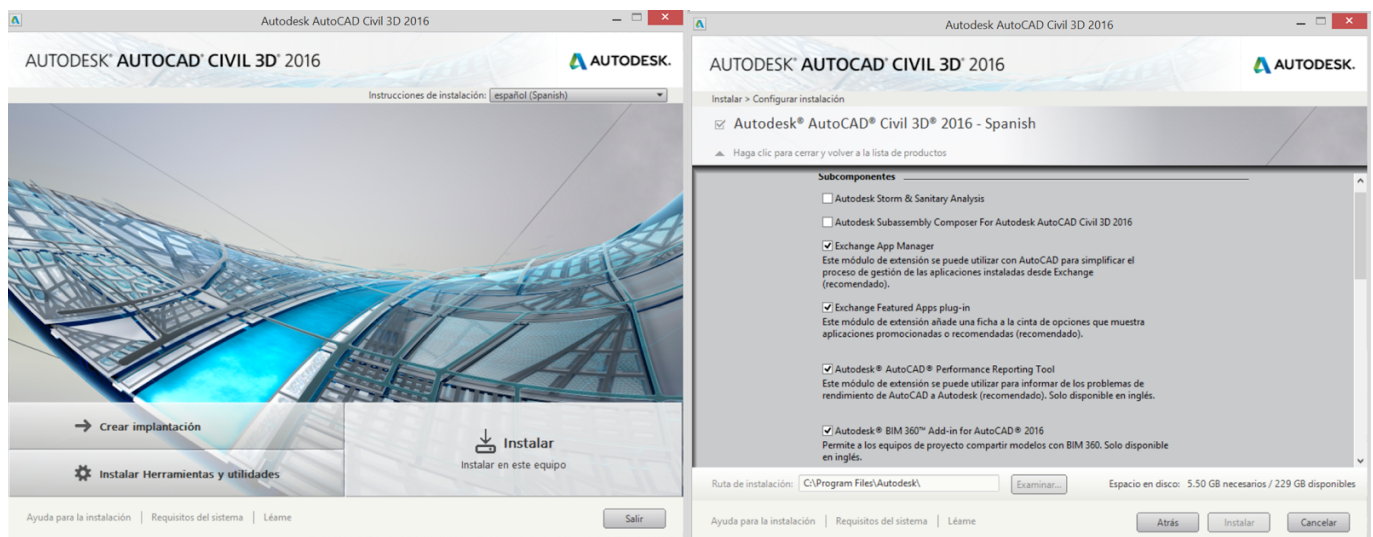 Autodesk AutoCAD Civil 3D 2016
AUTODESK® AUTOCAD® CIVIL 3D® 2016
AUTODESK.
Instrucciones de instalación: español (Spanish)
Crear implantación
Instalar Herramientas y utilidades
Instalar
Instalar en este equipo
Ayuda para la instalación | Requisitos del sistema | Léame
Salir
Autodesk AutoCAD Civil 3D 2016
AUTODESK® AUTOCAD® CIVIL 3D® 2016
AUTODESK.
Instalar > Configurar instalación
Autodesk® AutoCAD® Civil 3D® 2016 - Spanish
Haga clic para cerrar y volver a la lista de productos
Subcomponentes
Autodesk Storm & Sanitary Analysis
Autodesk Subassembly Composer For Autodesk AutoCAD Civil 3D 2016
Exchange App Manager
Este módulo de extensión se puede utilizar con AutoCAD para simplificar el
proceso de gestión de las aplicaciones instaladas desde Exchange
(recomendado).
Exchange Featured Apps plug-in
Este módulo de extensión añade una ficha a la cinta de opciones que muestra
aplicaciones promocionadas o recomendadas (recomendado).
Autodesk® AutoCAD® Performance Reporting Tool
Este módulo de extensión se puede utilizar para informar de los problemas de
rendimiento de AutoCAD a Autodesk (recomendado). Solo disponible en inglés.
Autodesk® BIM 360™ Add-in for AutoCAD® 2016
Permite a los equipos de proyecto compartir modelos con BIM 360. Solo disponible
en inglés.
Ruta de instalación: C:\Program Files\Autodesk\ Examinar... Espacio en disco: 5.50 GB necesarios / 229 GB disponibles
Ayuda para la instalación | Requisitos del sistema | Léame
Atrás Instalar Cancelar